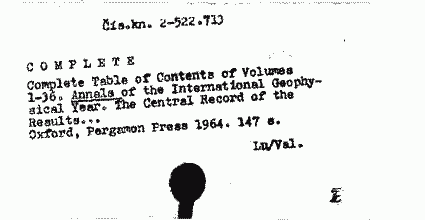 Čís.kn. 2-522.713
C O M P L E T E
Complete Table of Contents of Volumes
1-36. Annals of the International Geophy-
sical Year. The Central Record of the
Results...
Oxford, Pergamon Press 1964. 147 s.
Ln/Val.